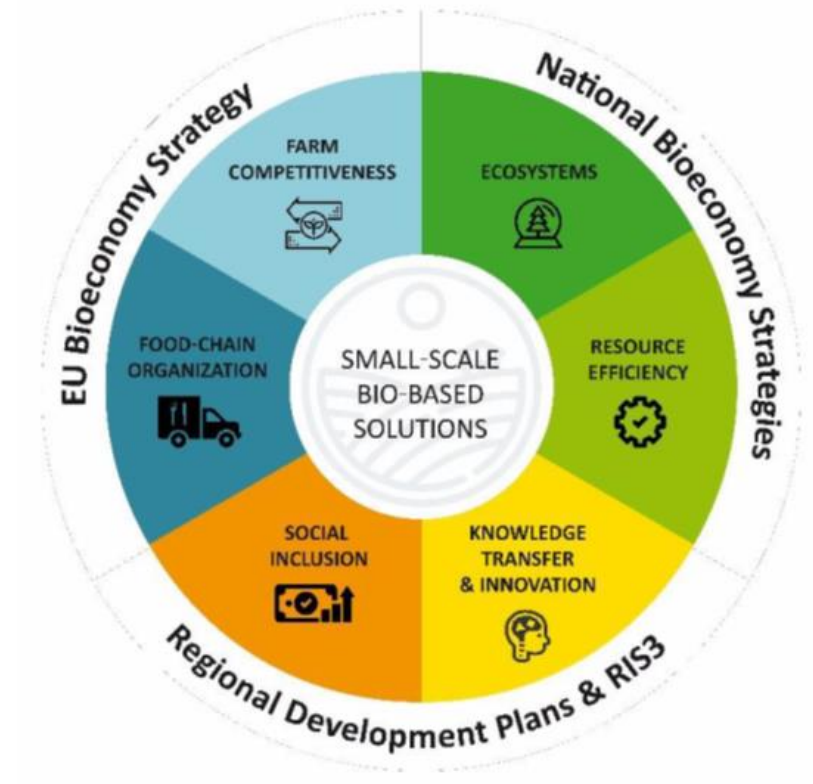 EU Bioeconomy Strategy
National Bioeconomy Strategies
FARM
COMPETITIVENESS
ECOSYSTEMS
FOOD-CHAIN
ORGANIZATION
SMALL-SCALE
BIO-BASED
SOLUTIONS
RESOURCE
EFFICIENCY
SOCIAL
INCLUSION
KNOWLEDGE
TRANSFER
& INNOVATION
Regional Development Plans & RIS3